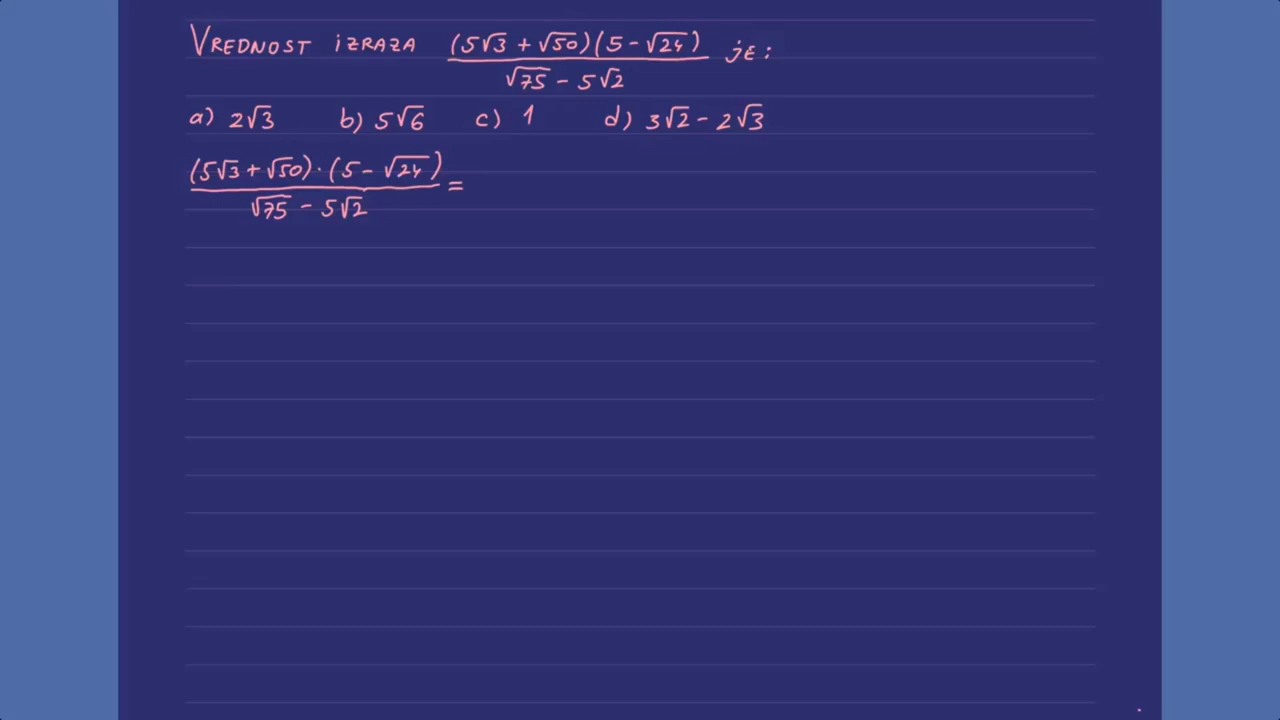 VREDNOST IZRAZA (5√3 + √50)(5 - √24) / (√75 - 5√2) JE:
a) 2√3 b) 5√6 c) 1 d) 3√2 - 2√3
(5√3 + √50) · (5 - √24) / (√75 - 5√2) =